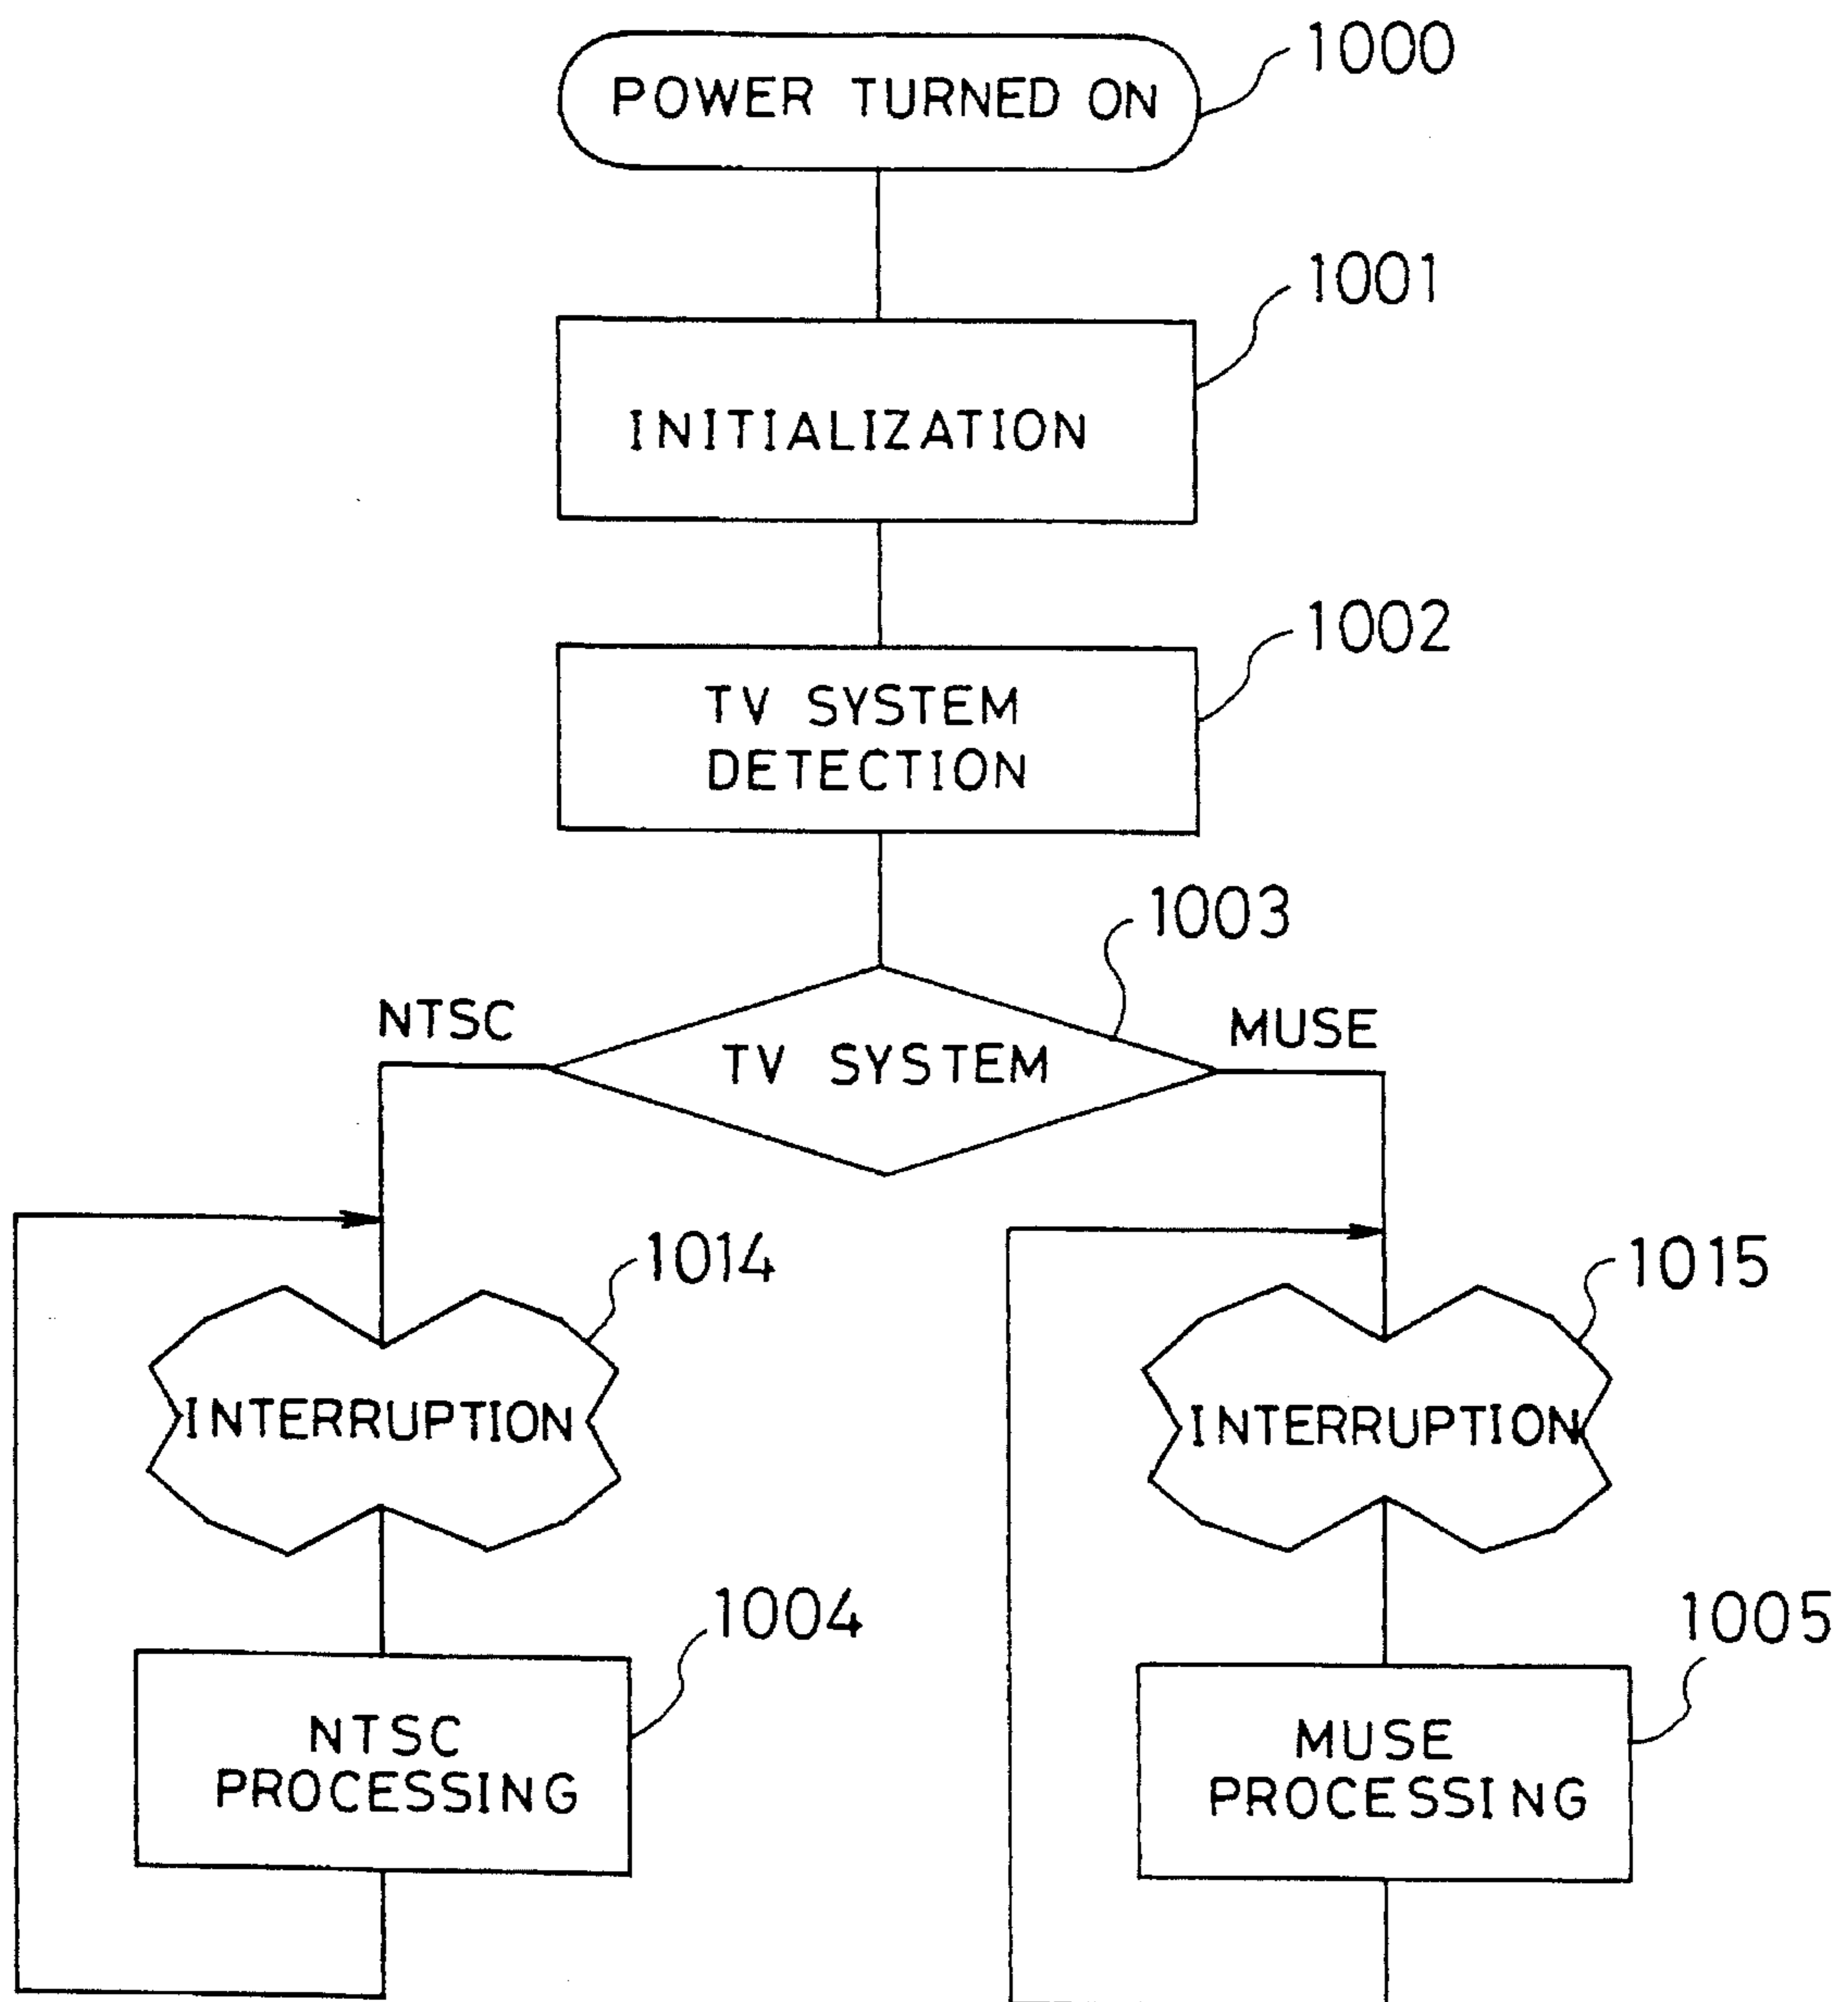 POWER TURNED ON
1000
1001
INITIALIZATION
1002
TV SYSTEM
DETECTION
1003
NTSC
TV SYSTEM
MUSE
1014
1015
INTERRUPTION
INTERRUPTION
1004
1005
NTSC
PROCESSING
MUSE
PROCESSING